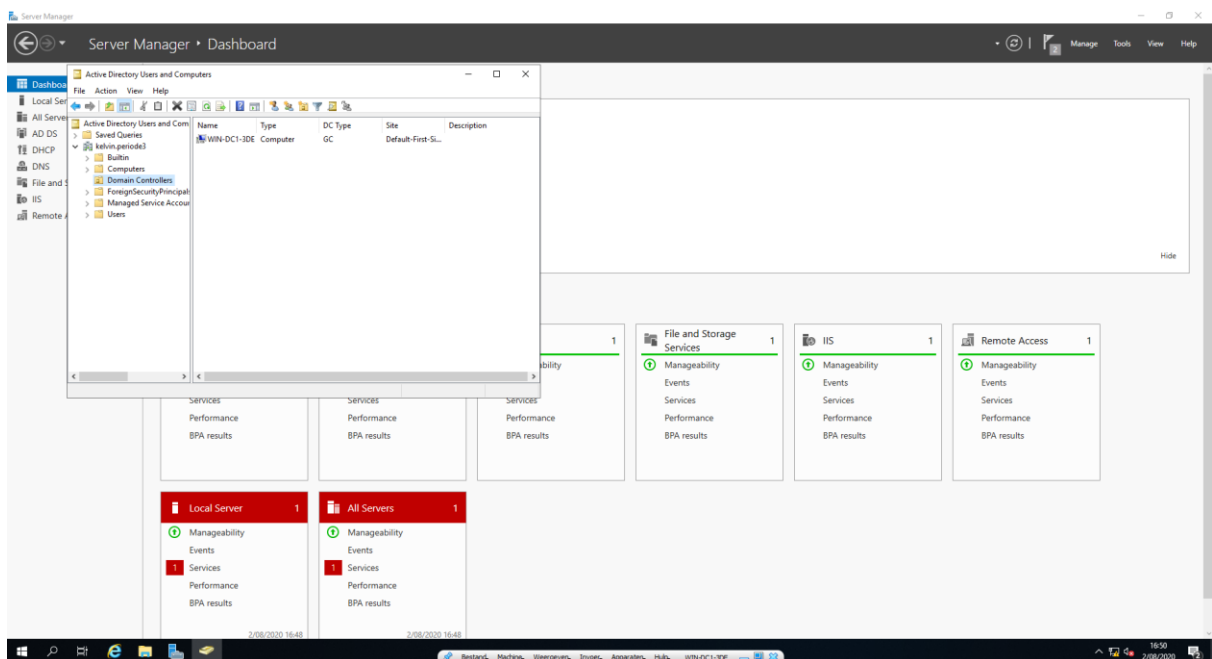 Server Manager
Server Manager • Dashboard
2 Manage Tools View Help
Dashboa
Local Ser
All Server
AD DS
DHCP
DNS
File and S
IIS
Remote A
Active Directory Users and Computers
File Action View Help
Active Directory Users and Com
Saved Queries
kelvin.periode3
Builtin
Computers
Domain Controllers
ForeignSecurityPrincipals
Managed Service Accour
Users
Name Type DC Type Site Description
WIN-DC1-3DE Computer GC Default-First-Si...
Hide
1
ability
Services
Performance
BPA results
Services
Performance
BPA results
Services
Performance
BPA results
File and Storage Services 1
Manageability
Events
Services
Performance
BPA results
IIS 1
Manageability
Events
Services
Performance
BPA results
Remote Access 1
Manageability
Events
Services
Performance
BPA results
Local Server 1
Manageability
Events
1 Services
Performance
BPA results
2/08/2020 16:48
All Servers 1
Manageability
Events
1 Services
Performance
BPA results
2/08/2020 16:48
Bestand Machine Weergeven Invoer Apparaten Hulp WIN-DC1-3DE
16:50
2/08/2020